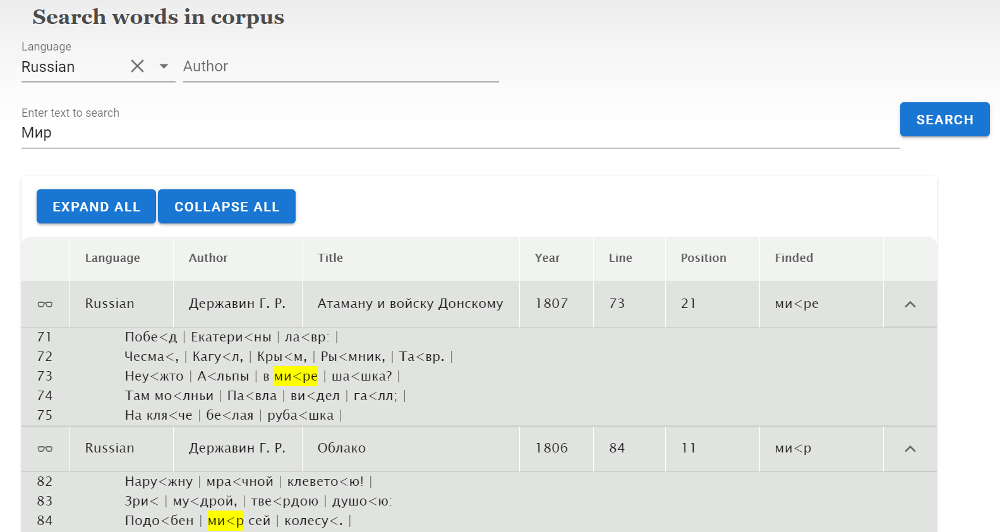 Search words in corpus
Language
Russian
Author
Enter text to search
Мир
SEARCH
EXPAND ALL COLLAPSE ALL
Language Author Title Year Line Position Finded
Russian Державин Г. Р. Атаману и войску Донскому 1807 73 21 ми<ре
71 Побе<д | Екатери<ны | ла<вр: |
72 Чесма<, | Кагу<л, | Кры<м, | Ры<мник, | Та<вр. |
73 Неу<жто | А<льпы | в ми<ре | ша<шка? |
74 Там мо<лньи | Па<вла | ви<дел | га<лл; |
75 На кля<че | бе<лая | руба<шка |
Russian Державин Г. Р. Облако 1806 84 11 ми<р
82 Нару<жну | мра<чной | клевето<ю! |
83 Зри< | му<дрой, | тве<рдою | душо<ю:
84 Подо<бен | ми<р сей | колесу<. |